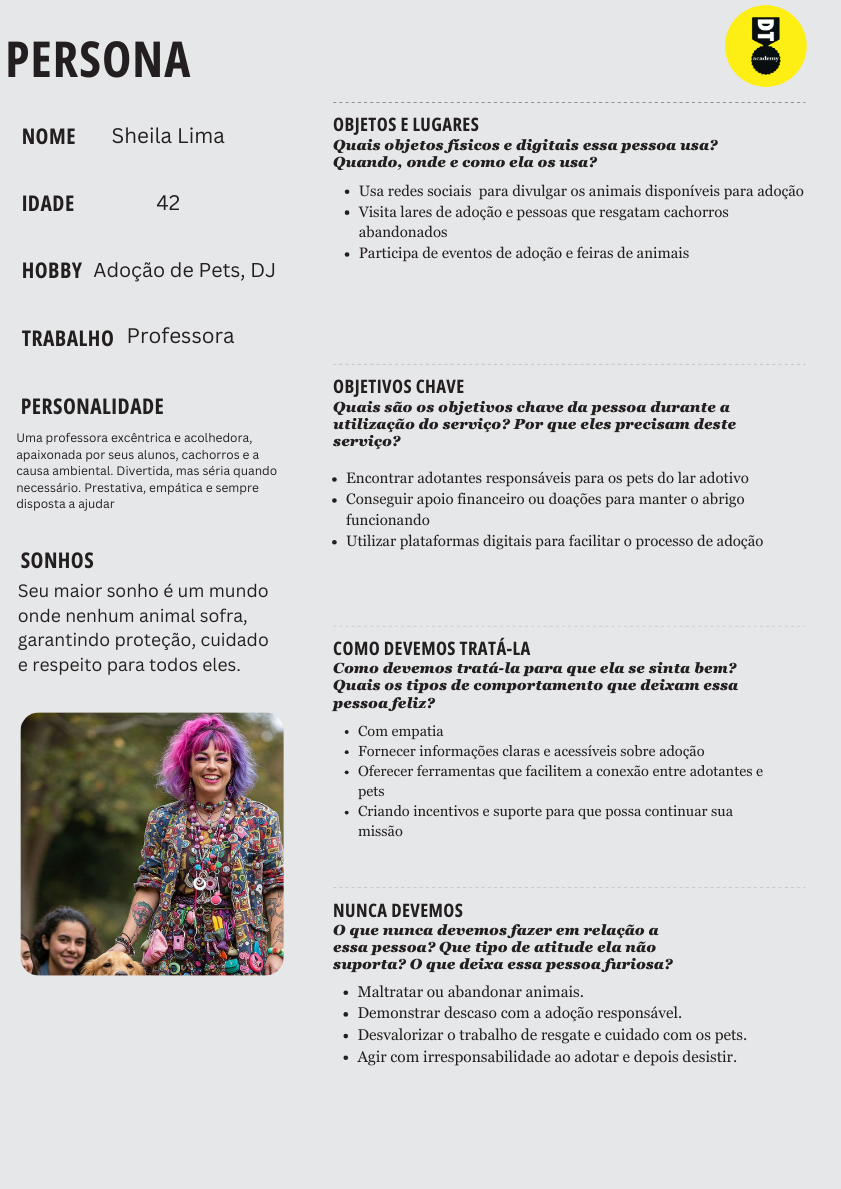 PERSONA
DT
academy
NOME Sheila Lima
IDADE 42
HOBBY Adoção de Pets, DJ
TRABALHO Professora
PERSONALIDADE
Uma professora excêntrica e acolhedora,
apaixonada por seus alunos, cachorros e a
causa ambiental. Divertida, mas séria quando
necessário. Prestativa, empática e sempre
disposta a ajudar
SONHOS
Seu maior sonho é um mundo
onde nenhum animal sofra,
garantindo proteção, cuidado
e respeito para todos eles.
OBJETOS E LUGARES
Quais objetos físicos e digitais essa pessoa usa?
Quando, onde e como ela os usa?
• Usa redes sociais  para divulgar os animais disponíveis para adoção
• Visita lares de adoção e pessoas que resgatam cachorros
abandonados
• Participa de eventos de adoção e feiras de animais
OBJETIVOS CHAVE
Quais são os objetivos chave da pessoa durante a
utilização do serviço? Por que eles precisam deste
serviço?
• Encontrar adotantes responsáveis para os pets do lar adotivo
• Conseguir apoio financeiro ou doações para manter o abrigo
funcionando
• Utilizar plataformas digitais para facilitar o processo de adoção
COMO DEVEMOS TRATÁ-LA
Como devemos tratá-la para que ela se sinta bem?
Quais os tipos de comportamento que deixam essa
pessoa feliz?
• Com empatia
• Fornecer informações claras e acessíveis sobre adoção
• Oferecer ferramentas que facilitem a conexão entre adotantes e
pets
• Criando incentivos e suporte para que possa continuar sua
missão
NUNCA DEVEMOS
O que nunca devemos fazer em relação a
essa pessoa? Que tipo de atitude ela não
suporta? O que deixa essa pessoa furiosa?
• Maltratar ou abandonar animais.
• Demonstrar descaso com a adoção responsável.
• Desvalorizar o trabalho de resgate e cuidado com os pets.
• Agir com irresponsabilidade ao adotar e depois desistir.